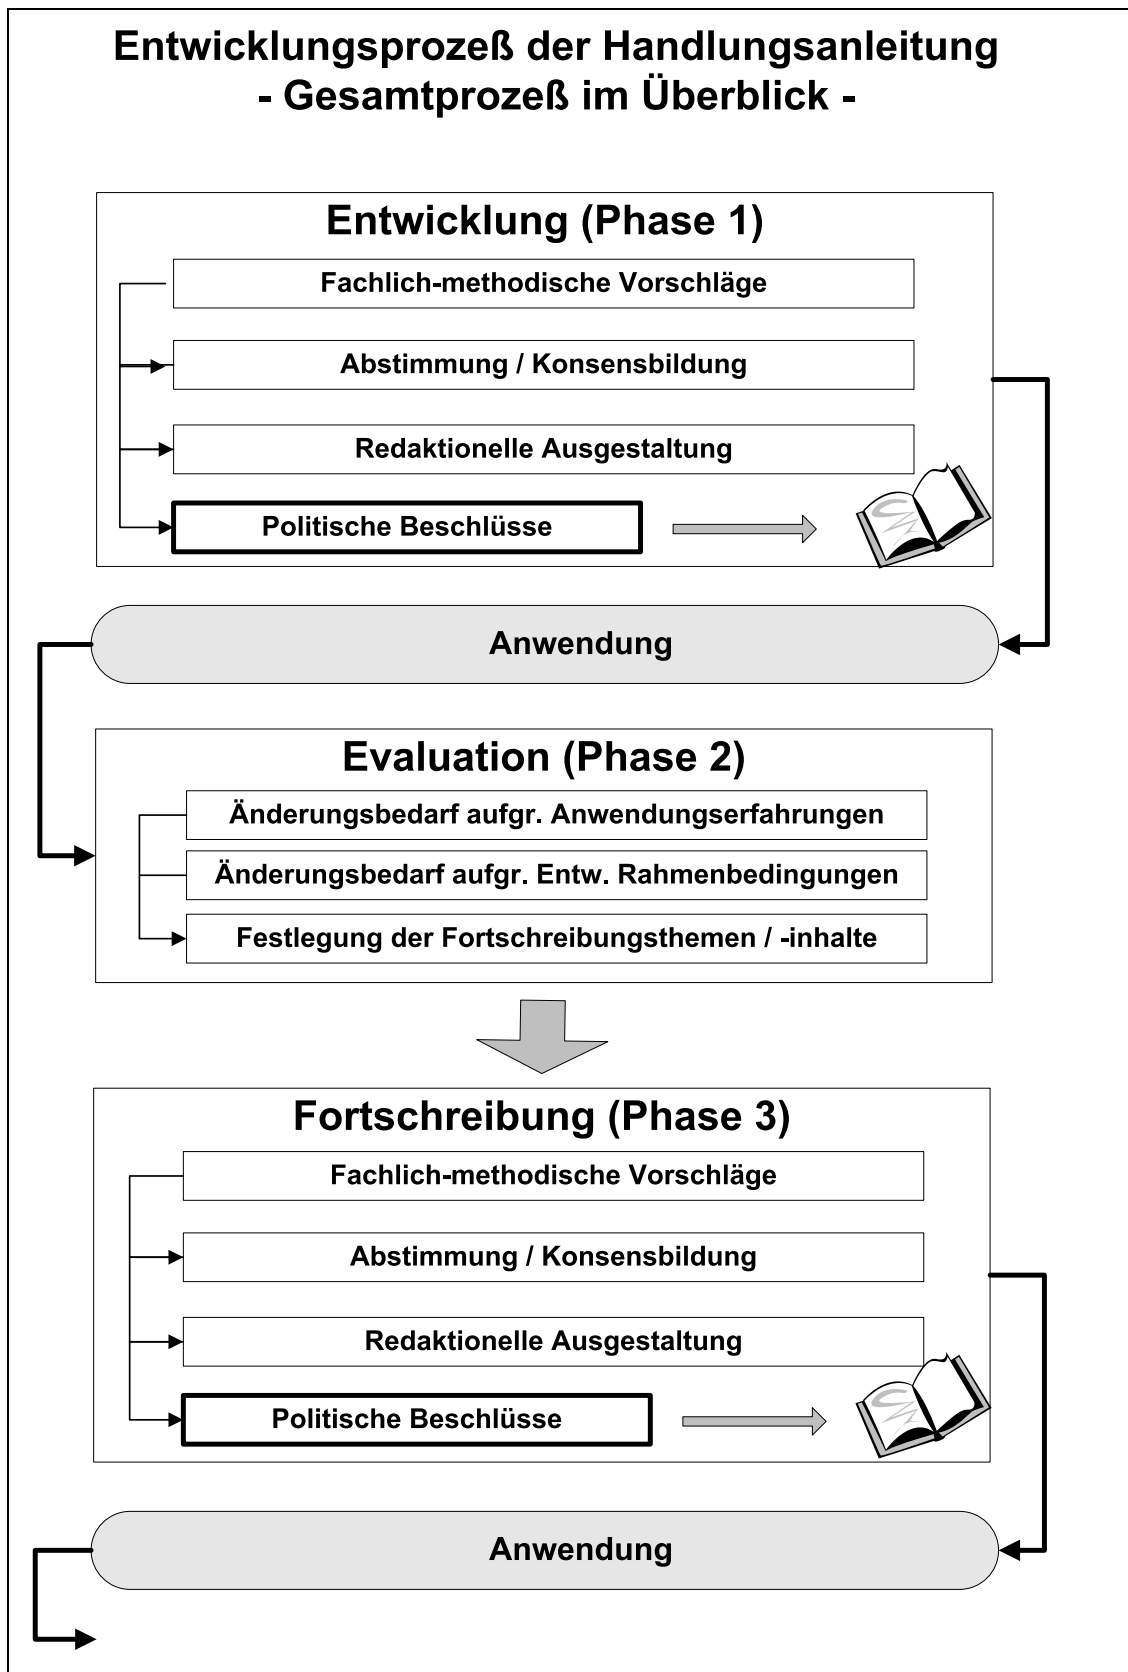 Entwicklungsprozeß der Handlungsanleitung
- Gesamtprozeß im Überblick -
Entwicklung (Phase 1)
Fachlich-methodische Vorschläge
Abstimmung / Konsensbildung
Redaktionelle Ausgestaltung
Politische Beschlüsse
Anwendung
Evaluation (Phase 2)
Änderungsbedarf aufgr. Anwendungserfahrungen
Änderungsbedarf aufgr. Entw. Rahmenbedingungen
Festlegung der Fortschreibungsthemen / -inhalte
Fortschreibung (Phase 3)
Fachlich-methodische Vorschläge
Abstimmung / Konsensbildung
Redaktionelle Ausgestaltung
Politische Beschlüsse
Anwendung